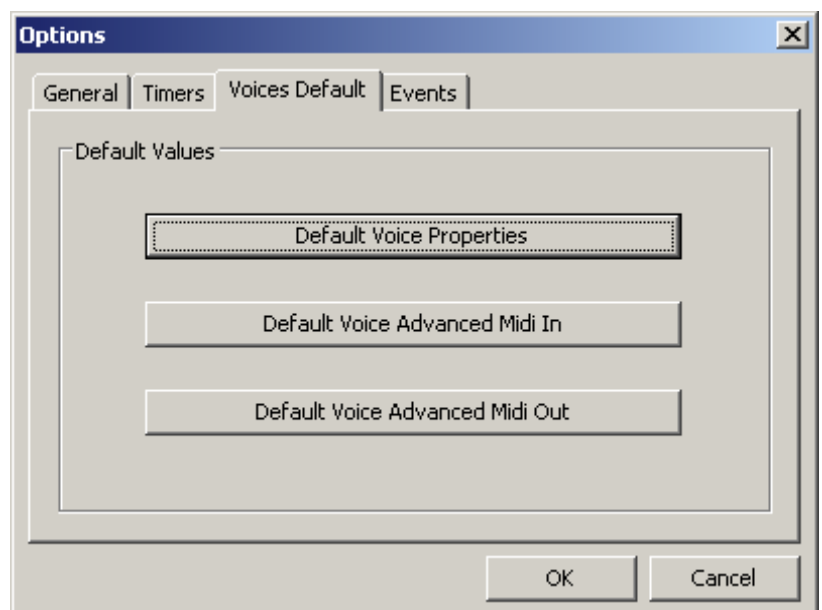 Options
General Timers Voices Default Events
Default Values
Default Voice Properties
Default Voice Advanced Midi In
Default Voice Advanced Midi Out
OK Cancel